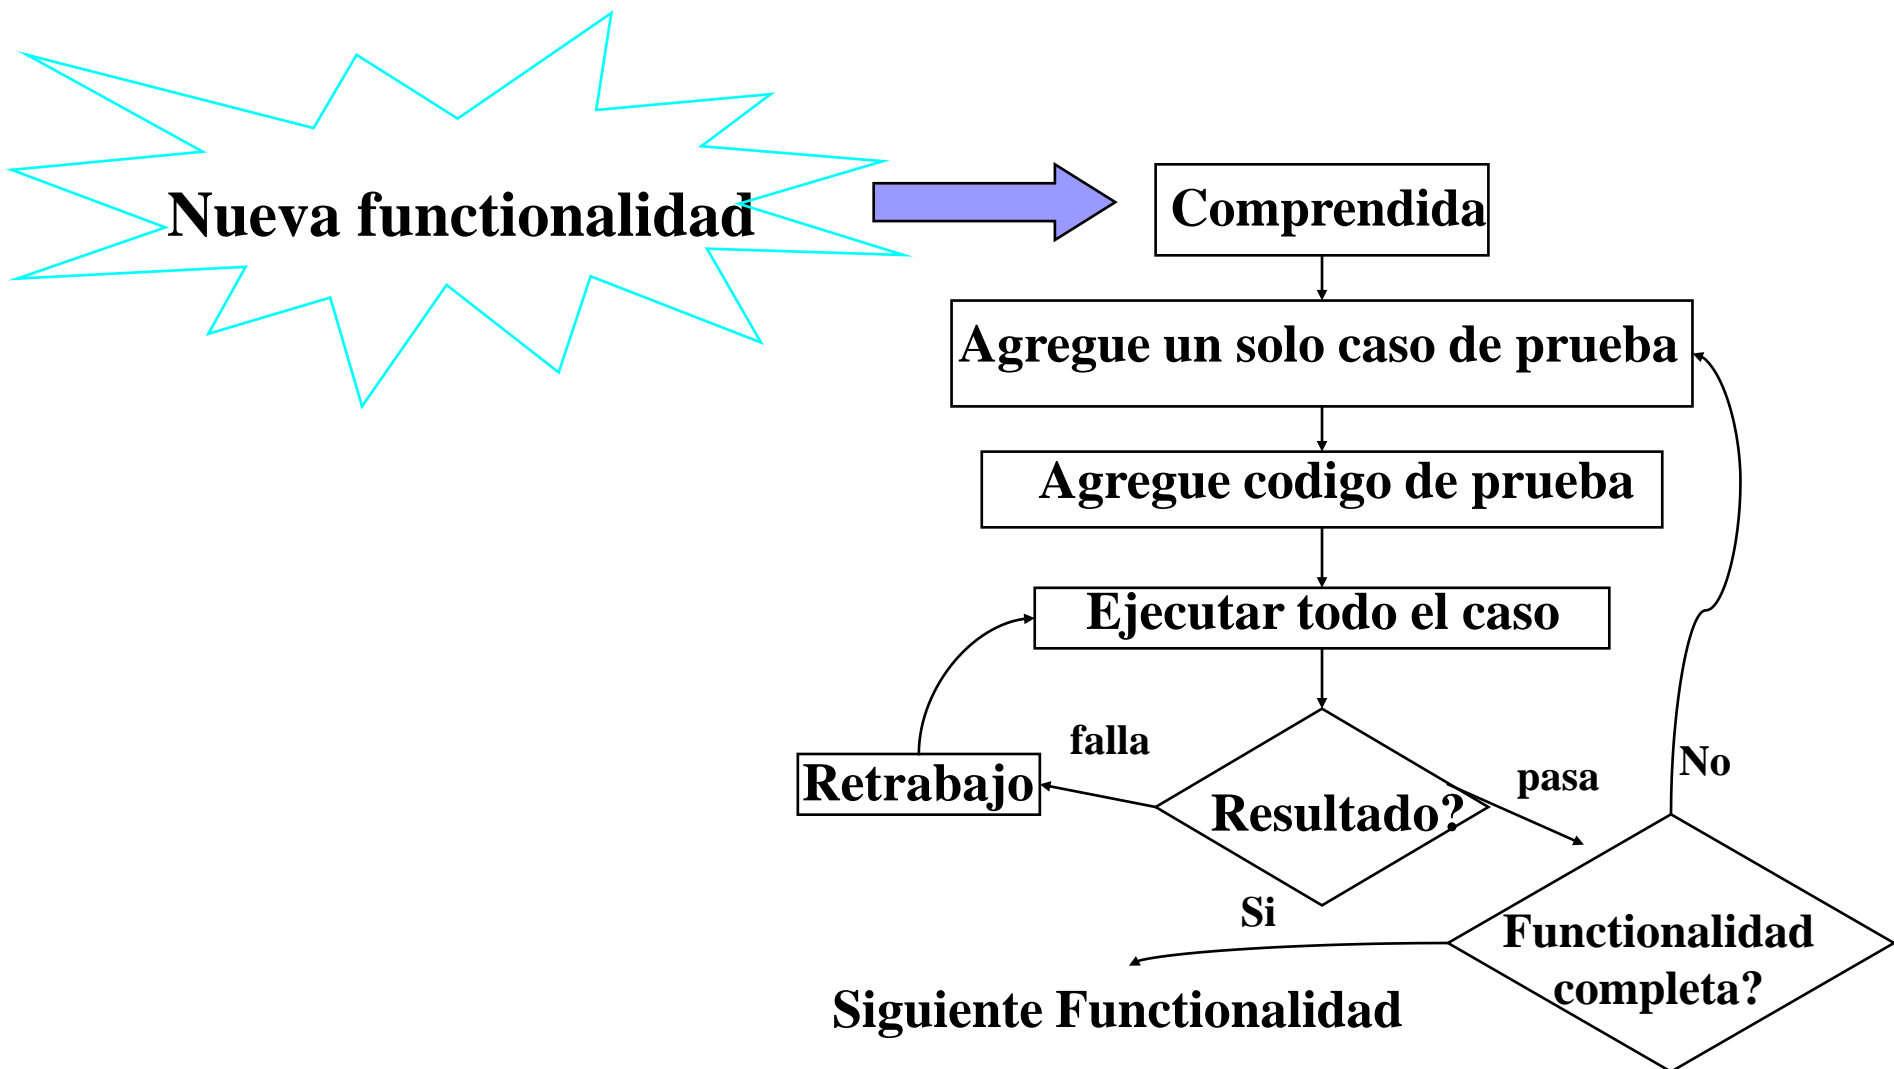 Nueva functionalidad
Comprendida
Agregue un solo caso de prueba
Agregue codigo de prueba
Ejecutar todo el caso
falla
Retrabajo
Resultado?
pasa
No
Si
Functionalidad
completa?
Siguiente Functionalidad